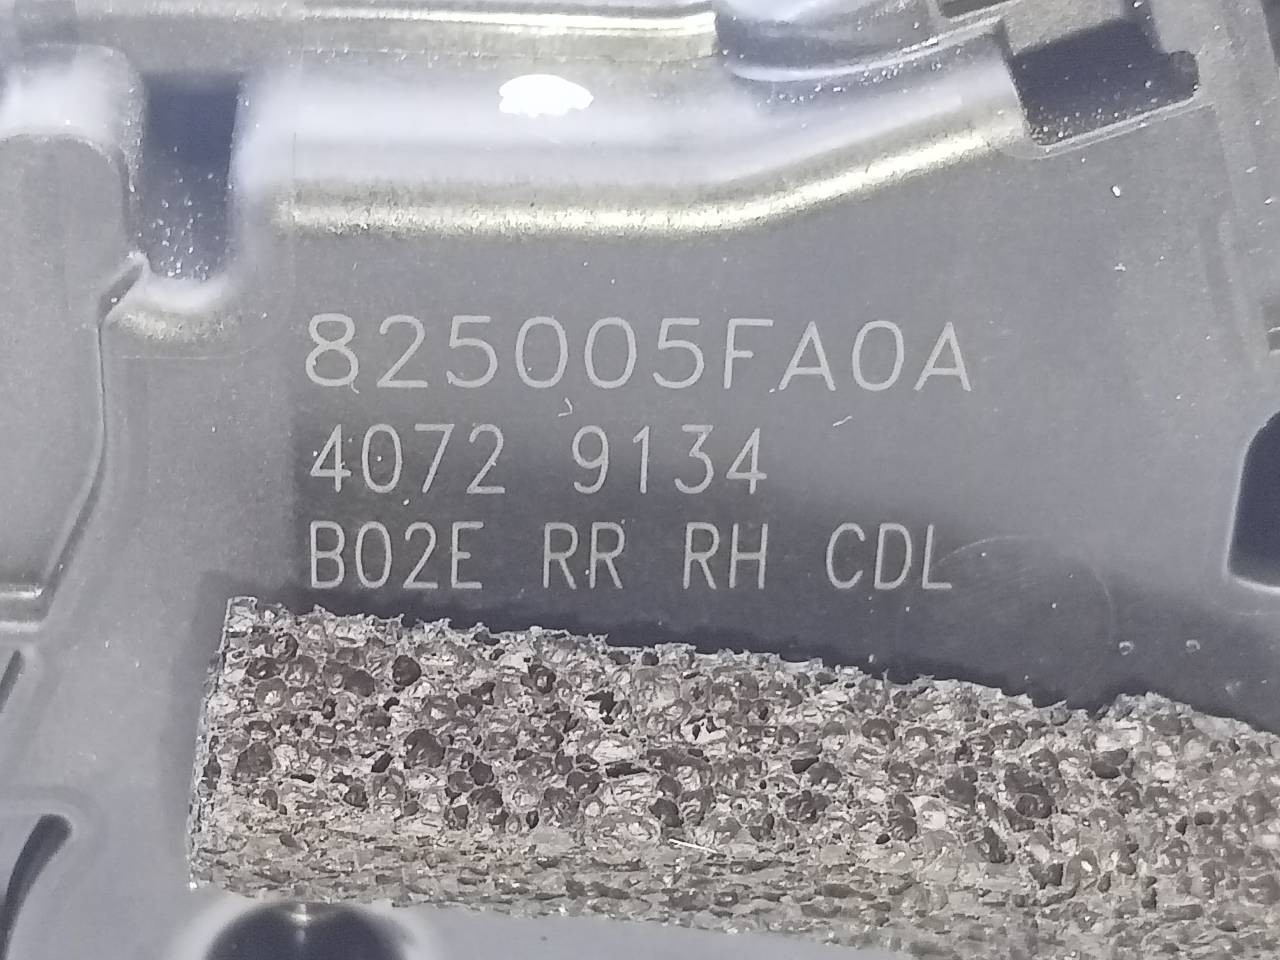 825005FA0A
4072 9134
B02E RR RH CDL